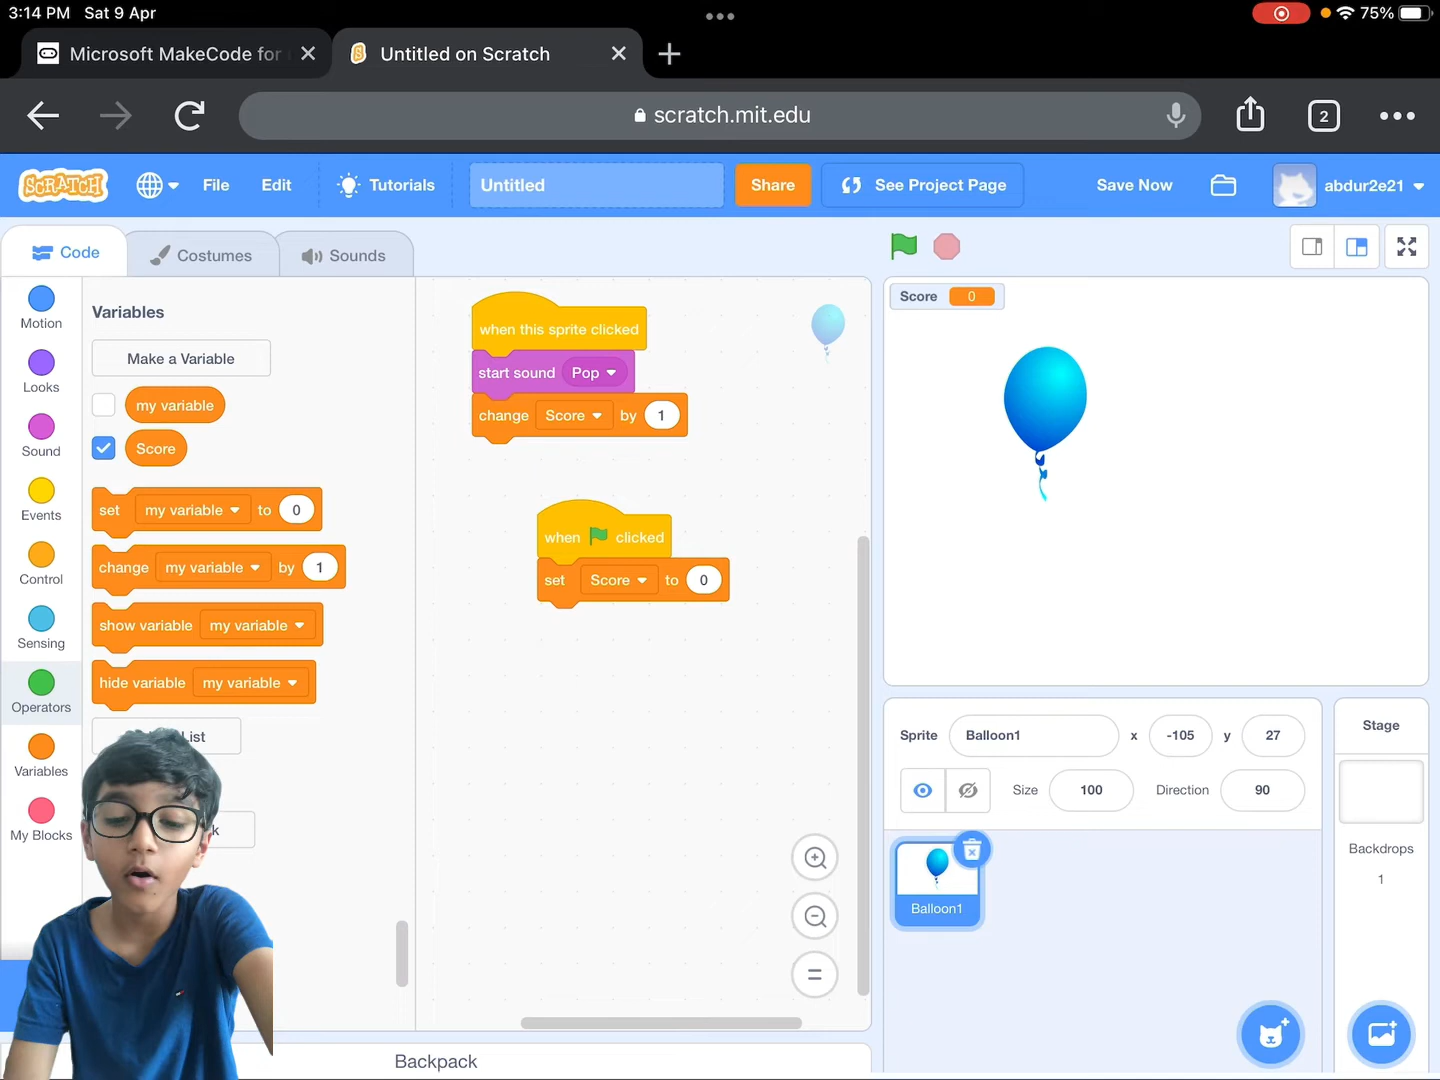 3:14 PM Sat 9 Apr
75%
Microsoft MakeCode for
Untitled on Scratch
scratch.mit.edu
2
SCRATCH
File
Edit
Tutorials
Untitled
Share
See Project Page
Save Now
abdur2e21
Code
Costumes
Sounds
Motion
Looks
Sound
Events
Control
Sensing
Operators
Variables
My Blocks
Variables
Make a Variable
my variable
Score
set my variable to 0
change my variable by 1
show variable my variable
hide variable my variable
List
k
when this sprite clicked
start sound Pop
change Score by 1
when clicked
set Score to 0
Backpack
Score 0
Sprite Balloon1 x -105 y 27
Size 100 Direction 90
Balloon1
Stage
Backdrops
1